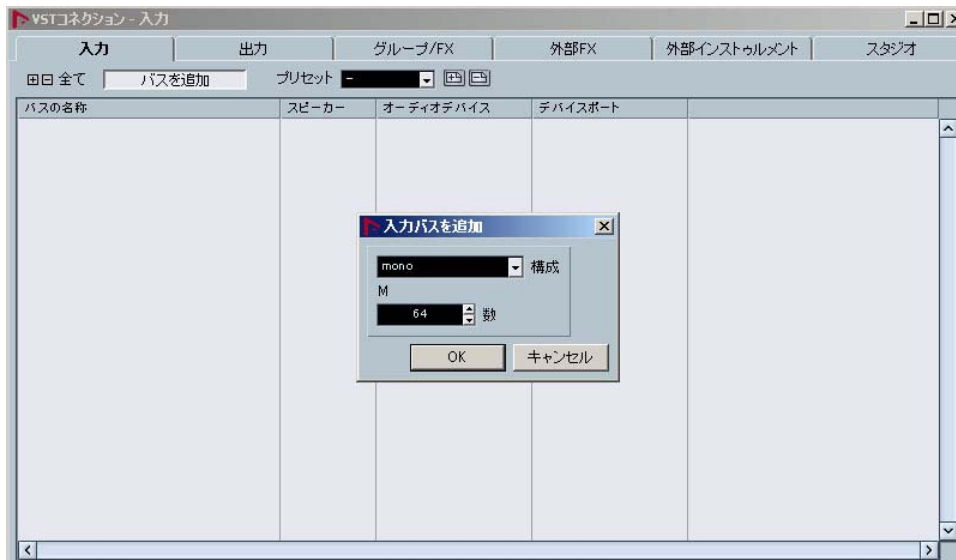 VSTコネクション - 入力
入力 出力 グループ/FX 外部FX 外部インストゥルメント スタジオ
全て バスを追加 プリセット -
バスの名称 スピーカー オーディオデバイス デバイスポート
入力バスを追加
mono 構成
M
64 数
OK キャンセル